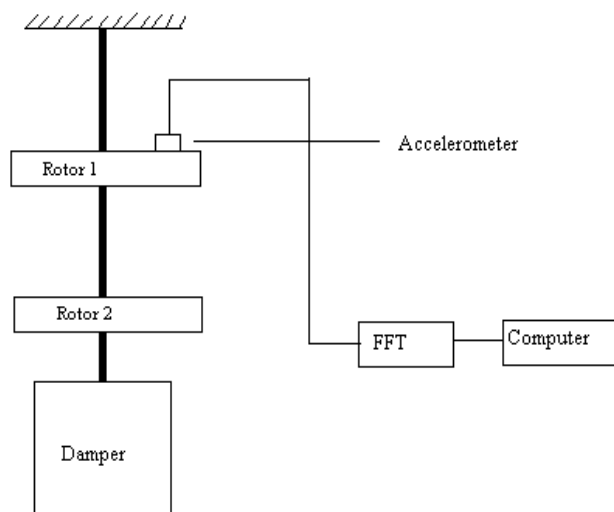 Accelerometer
Rotor 1
Rotor 2
FFT
Computer
Damper